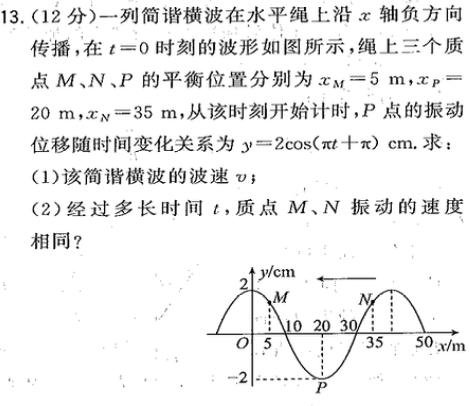 13.(12分)一列简谐横波在水平绳上沿 x 轴负方向
传播,在 t=0 时刻的波形如图所示,绳上三个质
点 M、N、P 的平衡位置分别为 x_M=5 m,x_P=
20 m,x_N=35 m,从该时刻开始计时,P 点的振动
位移随时间变化关系为 y=2cos(πt+π) cm. 求:
(1)该简谐横波的波速 v;
(2)经过多长时间 t,质点 M、N 振动的速度
相同?
y/cm
2
M
N
10 20 30
O 5 35 50 x/m
-2
P